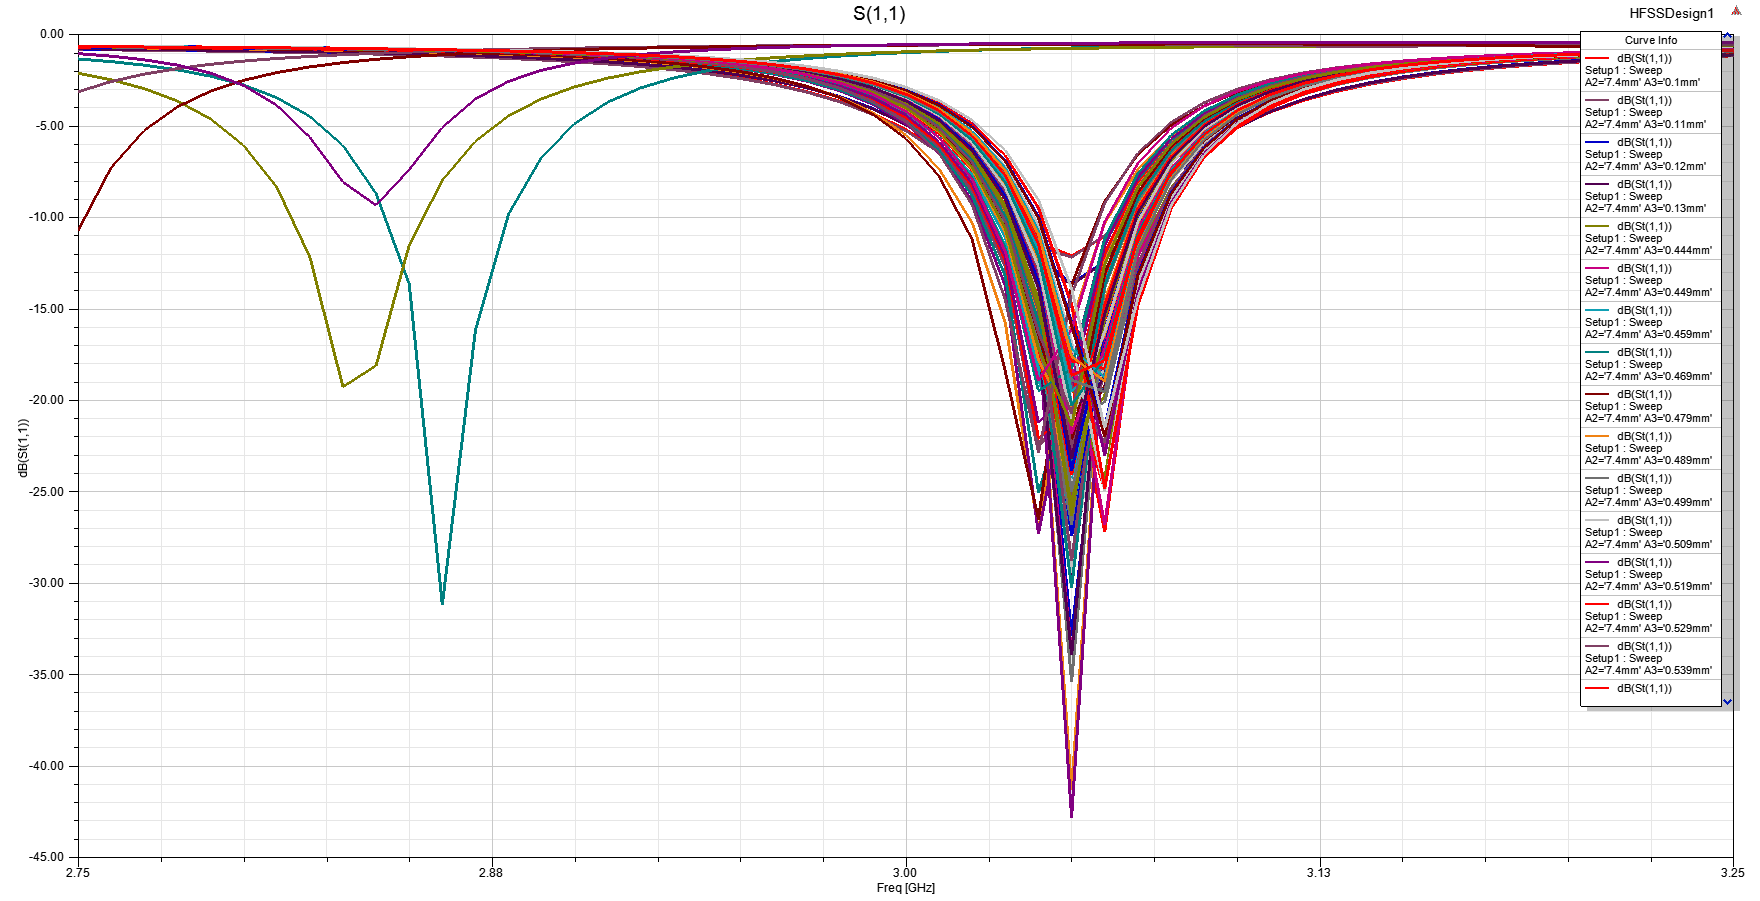 S(1,1)
HFSSDesign1
0.00
-5.00
-10.00
-15.00
-20.00
-25.00
-30.00
-35.00
-40.00
-45.00
dB(St(1,1))
2.75
2.88
3.00
3.13
3.25
Freq [GHz]
Curve Info
dB(St(1,1))
Setup1 : Sweep
A2='7.4mm' A3='0.1mm'
dB(St(1,1))
Setup1 : Sweep
A2='7.4mm' A3='0.11mm'
dB(St(1,1))
Setup1 : Sweep
A2='7.4mm' A3='0.12mm'
dB(St(1,1))
Setup1 : Sweep
A2='7.4mm' A3='0.13mm'
dB(St(1,1))
Setup1 : Sweep
A2='7.4mm' A3='0.444mm'
dB(St(1,1))
Setup1 : Sweep
A2='7.4mm' A3='0.449mm'
dB(St(1,1))
Setup1 : Sweep
A2='7.4mm' A3='0.459mm'
dB(St(1,1))
Setup1 : Sweep
A2='7.4mm' A3='0.469mm'
dB(St(1,1))
Setup1 : Sweep
A2='7.4mm' A3='0.479mm'
dB(St(1,1))
Setup1 : Sweep
A2='7.4mm' A3='0.489mm'
dB(St(1,1))
Setup1 : Sweep
A2='7.4mm' A3='0.499mm'
dB(St(1,1))
Setup1 : Sweep
A2='7.4mm' A3='0.509mm'
dB(St(1,1))
Setup1 : Sweep
A2='7.4mm' A3='0.519mm'
dB(St(1,1))
Setup1 : Sweep
A2='7.4mm' A3='0.529mm'
dB(St(1,1))
Setup1 : Sweep
A2='7.4mm' A3='0.539mm'
dB(St(1,1))